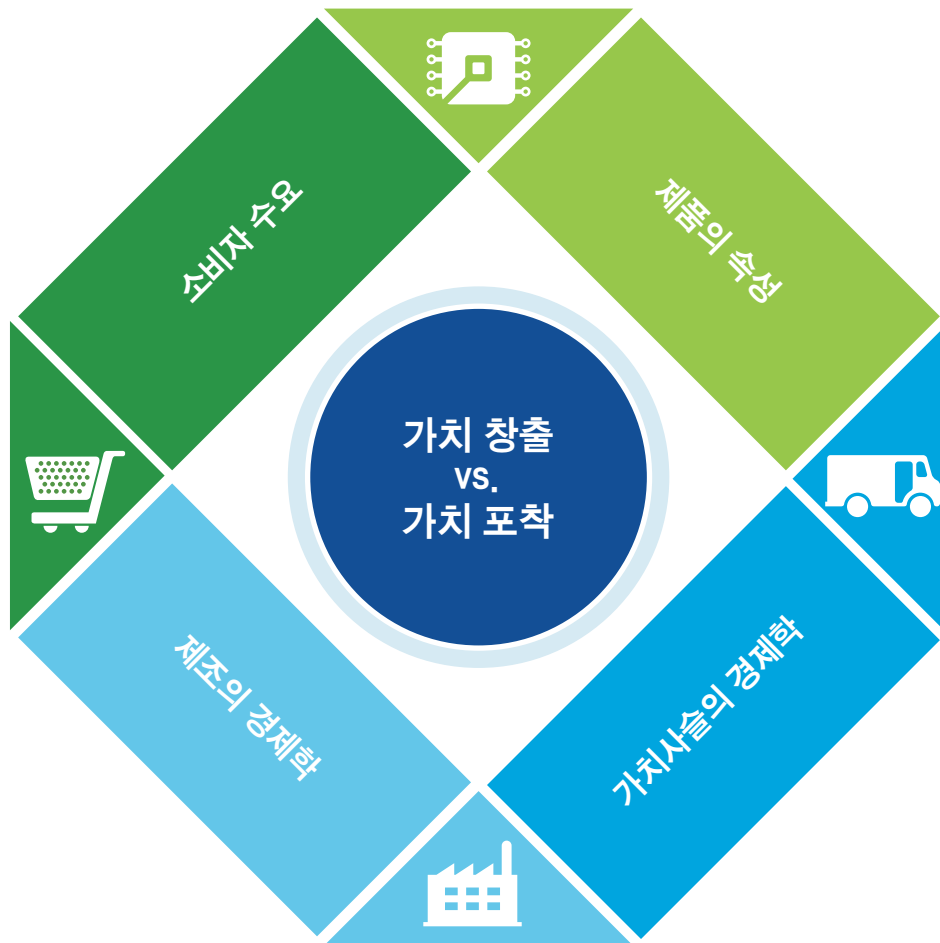 소비자 수요
제품의 속성
가치 창출
vs.
가치 포착
제조의 경제학
가치사슬의 경제학